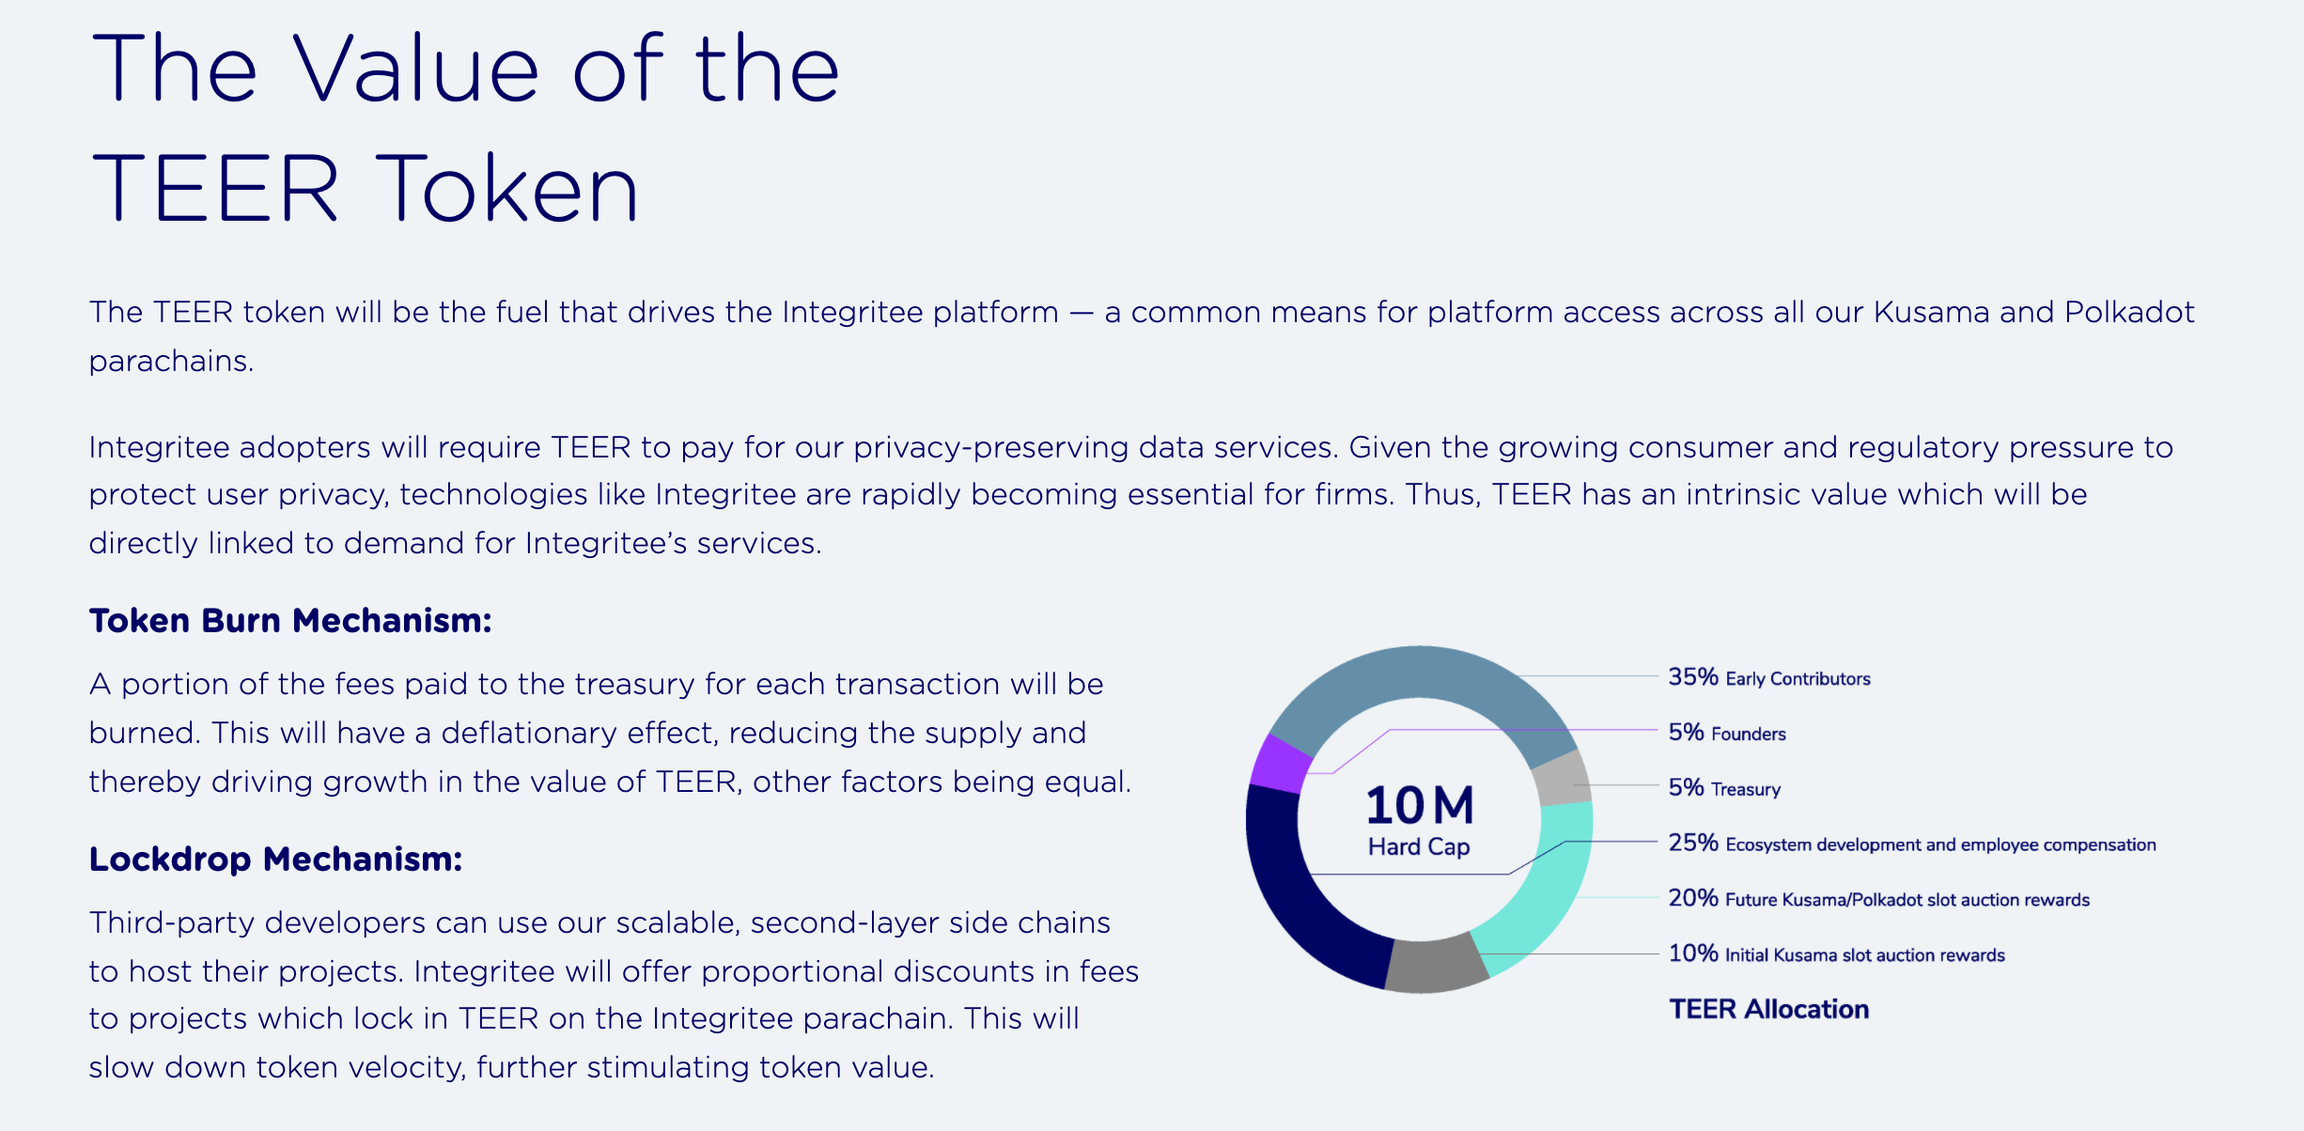 The Value of the
TEER Token
The TEER token will be the fuel that drives the Integritee platform — a common means for platform access across all our Kusama and Polkadot
parachains.
Integritee adopters will require TEER to pay for our privacy-preserving data services. Given the growing consumer and regulatory pressure to
protect user privacy, technologies like Integritee are rapidly becoming essential for firms. Thus, TEER has an intrinsic value which will be
directly linked to demand for Integritee’s services.
Token Burn Mechanism:
A portion of the fees paid to the treasury for each transaction will be
burned. This will have a deflationary effect, reducing the supply and
thereby driving growth in the value of TEER, other factors being equal.
Lockdrop Mechanism:
Third-party developers can use our scalable, second-layer side chains
to host their projects. Integritee will offer proportional discounts in fees
to projects which lock in TEER on the Integritee parachain. This will
slow down token velocity, further stimulating token value.
10 M
Hard Cap
35% Early Contributors
5% Founders
5% Treasury
25% Ecosystem development and employee compensation
20% Future Kusama/Polkadot slot auction rewards
10% Initial Kusama slot auction rewards
TEER Allocation